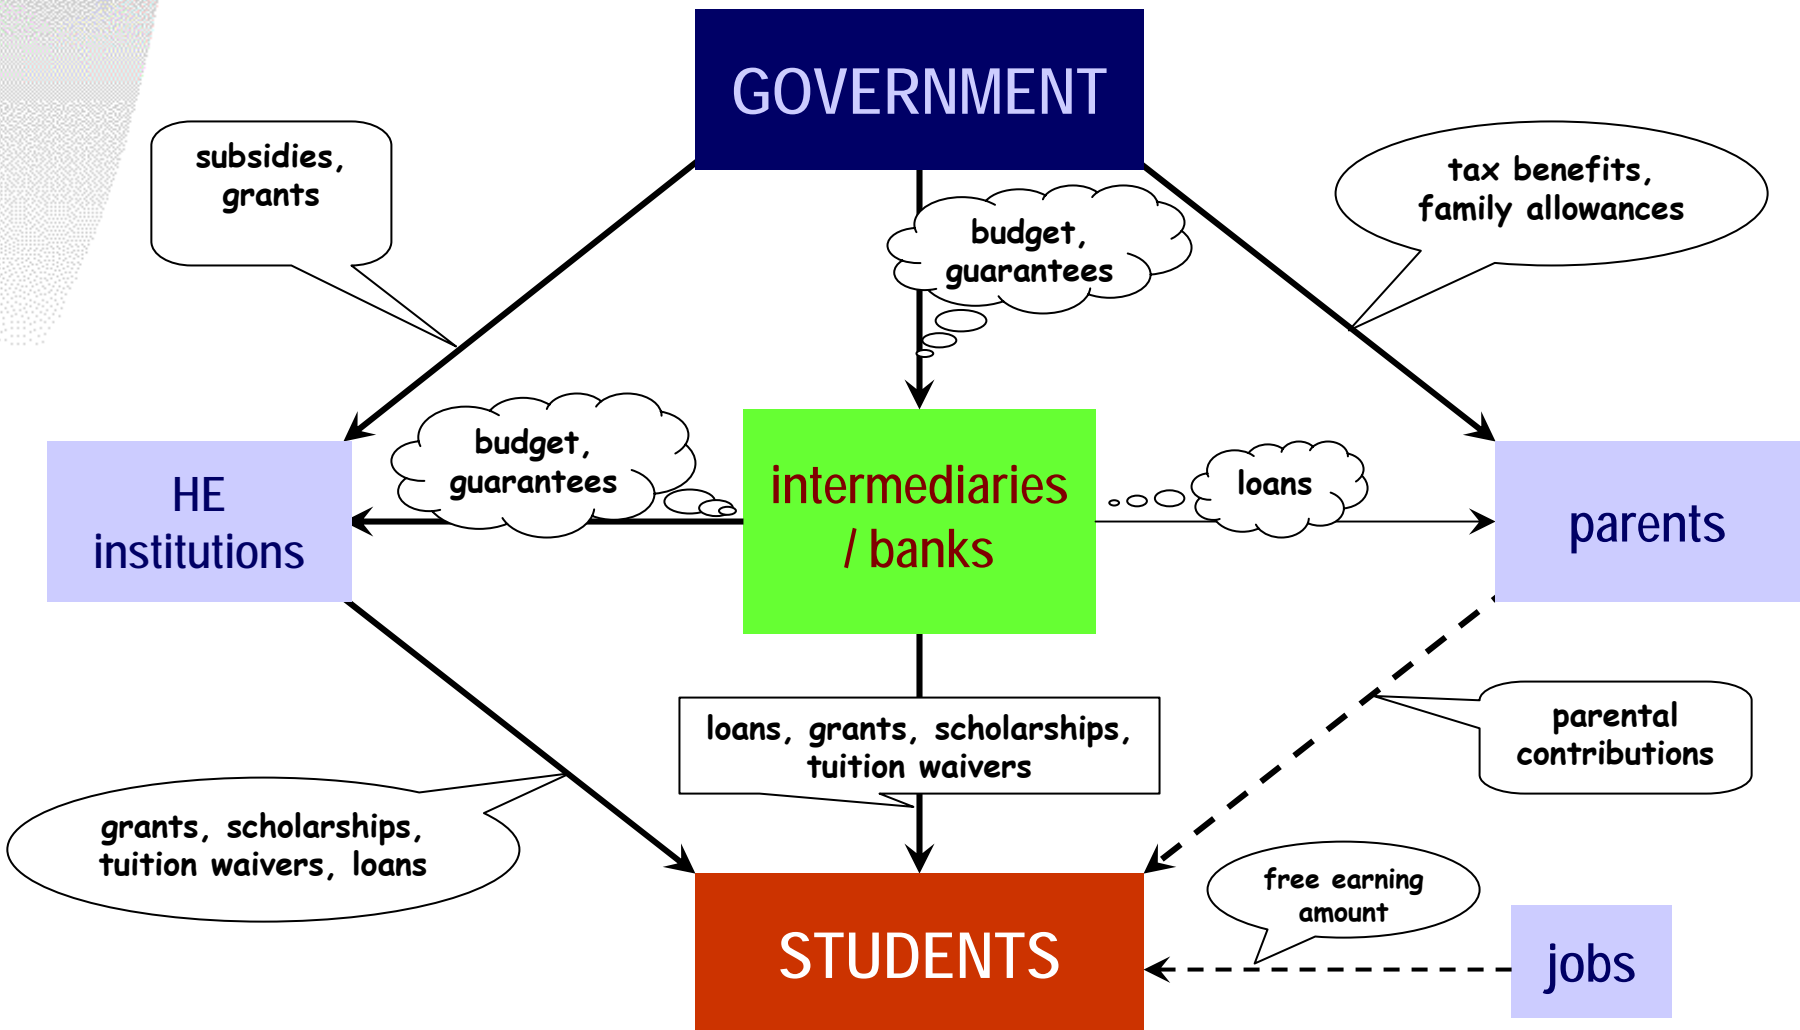 GOVERNMENT
subsidies,
grants
tax benefits,
family allowances
budget,
guarantees
budget,
guarantees
loans
HE
institutions
intermediaries
/ banks
parents
loans, grants, scholarships,
tuition waivers
parental
contributions
grants, scholarships,
tuition waivers, loans
free earning
amount
STUDENTS
jobs